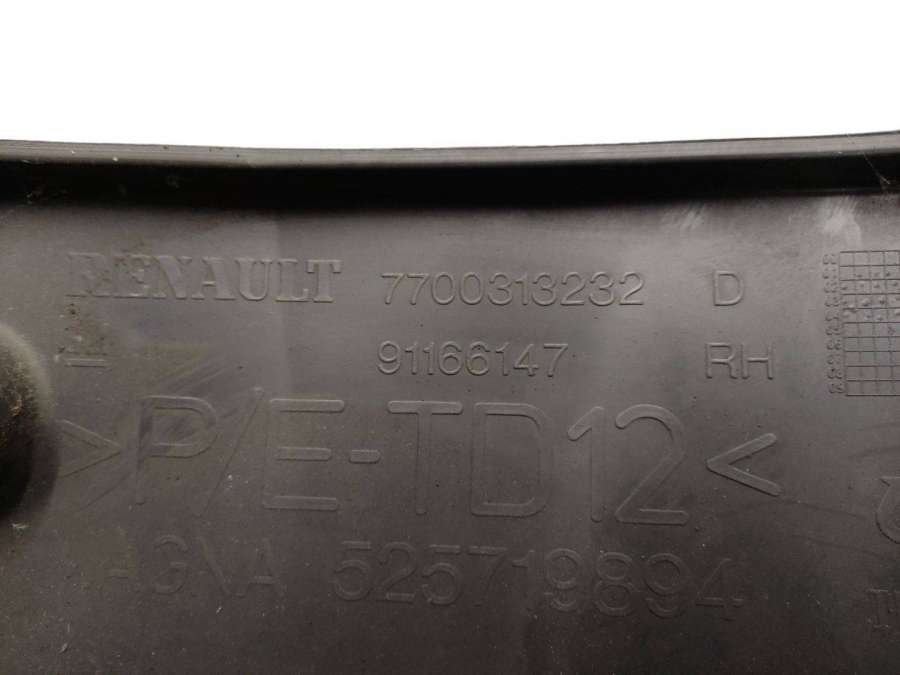 RENAULT 7700313232 D
91166147 RH
>P/E-TD12<
525719894